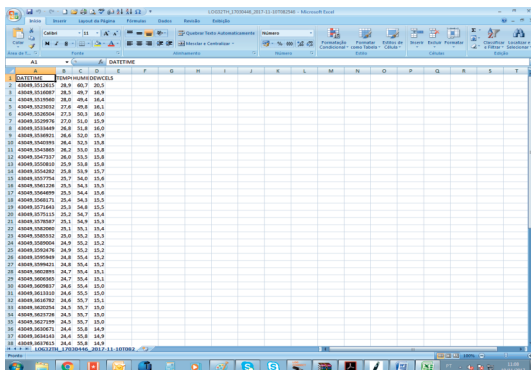 LOG32TH_17030446_2017-11-10T082946 - Microsoft Excel
Início Inserir Layout da Página Fórmulas Dados Revisão Exibição
Calibri 11 Quebrar Texto Automaticamente Número
Colar Mesclar e Centralizar Formatação Condicional Formatar como Tabela Estilos de Célula Inserir Excluir Formatar Classificar e Filtrar Localizar e Selecionar
Fonte Alinhamento Número Estilo Células Edição
A1 DATETIME
A B C D E F G H I J K L M N O P Q R S T
1 DATETIME TEMP HUMI DEWCELS
2 43049,3512615 28,9 60,7 20,5
3 43049,3516087 28,5 49,7 16,9
4 43049,3519560 28,0 49,4 16,4
5 43049,3523032 27,6 49,8 16,1
6 43049,3526504 27,3 50,3 16,0
7 43049,3529976 27,0 51,0 15,9
8 43049,3533449 26,8 51,8 16,0
9 43049,3536921 26,6 52,0 15,9
10 43049,3540393 26,4 52,5 15,8
11 43049,3543865 26,2 53,0 15,8
12 43049,3547337 26,0 53,5 15,8
13 43049,3550810 25,9 53,8 15,8
14 43049,3554282 25,8 53,9 15,7
15 43049,3557754 25,7 54,0 15,6
16 43049,3561226 25,5 54,3 15,5
17 43049,3564699 25,5 54,4 15,6
18 43049,3568171 25,4 54,3 15,5
19 43049,3571643 25,3 54,8 15,5
20 43049,3575115 25,2 54,7 15,4
21 43049,3578587 25,1 54,9 15,3
22 43049,3582060 25,1 55,1 15,4
23 43049,3585532 25,0 55,2 15,3
24 43049,3589004 24,9 55,2 15,2
25 43049,3592476 24,9 55,2 15,2
26 43049,3595949 24,8 55,4 15,2
27 43049,3599421 24,8 55,4 15,2
28 43049,3602893 24,7 55,4 15,1
29 43049,3606365 24,7 55,4 15,1
30 43049,3609837 24,6 55,4 15,0
31 43049,3613310 24,6 55,5 15,0
32 43049,3616782 24,6 55,7 15,1
33 43049,3620254 24,5 55,7 15,0
34 43049,3623726 24,5 55,7 15,0
35 43049,3627199 24,5 55,7 15,0
36 43049,3630671 24,4 55,8 14,9
37 43049,3634143 24,4 55,8 14,9
38 43049,3637615 24,4 55,8 14,9
LOG32TH_17030446_2017-11-10T082
Pronto 100%